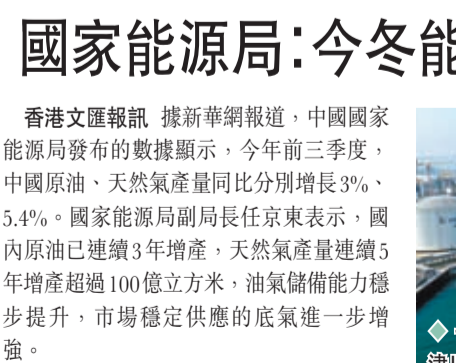 國家能源局:今冬能
香港文匯報訊 據新華網報道，中國國家
能源局發布的數據顯示，今年前三季度，
中國原油、天然氣產量同比分別增長3%、
5.4%。國家能源局副局長任京東表示，國
內原油已連續3年增產，天然氣產量連續5
年增產超過100億立方米，油氣儲備能力穩
步提升，市場穩定供應的底氣進一步增
強。